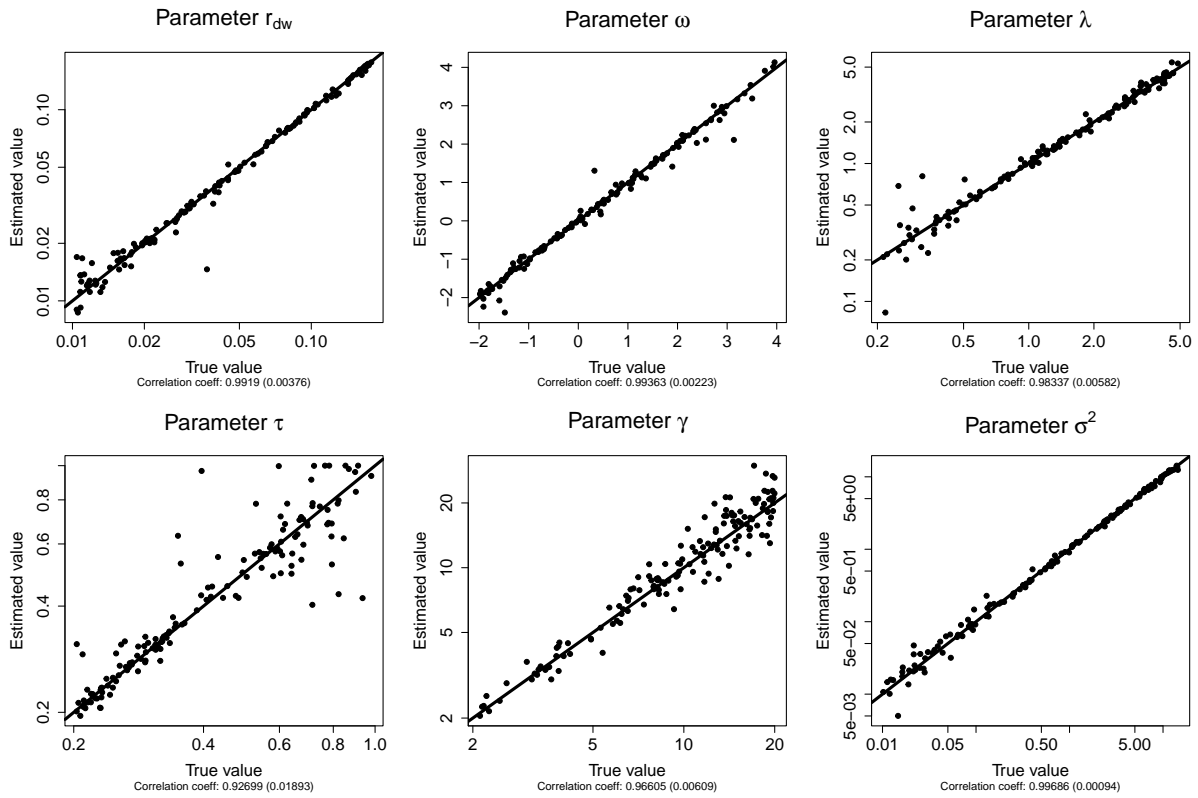 Parameter r_dw
Parameter ω
Parameter λ
Estimated value
0.01
0.02
0.05
0.10
0.01 0.02 0.05 0.10
True value
Correlation coeff: 0.9919 (0.00376)
Estimated value
−2
−1
0
1
2
3
4
−2 −1 0 1 2 3 4
True value
Correlation coeff: 0.99363 (0.00223)
Estimated value
0.1
0.2
0.5
1.0
2.0
5.0
0.2 0.5 1.0 2.0 5.0
True value
Correlation coeff: 0.98337 (0.00582)
Parameter τ
Parameter γ
Parameter σ²
Estimated value
0.2
0.4
0.6
0.8
0.2 0.4 0.6 0.8 1.0
True value
Correlation coeff: 0.92699 (0.01893)
Estimated value
2
5
10
20
2 5 10 20
True value
Correlation coeff: 0.96605 (0.00609)
Estimated value
5e−03
5e−02
5e−01
5e+00
0.01 0.05 0.50 5.00
True value
Correlation coeff: 0.99686 (0.00094)